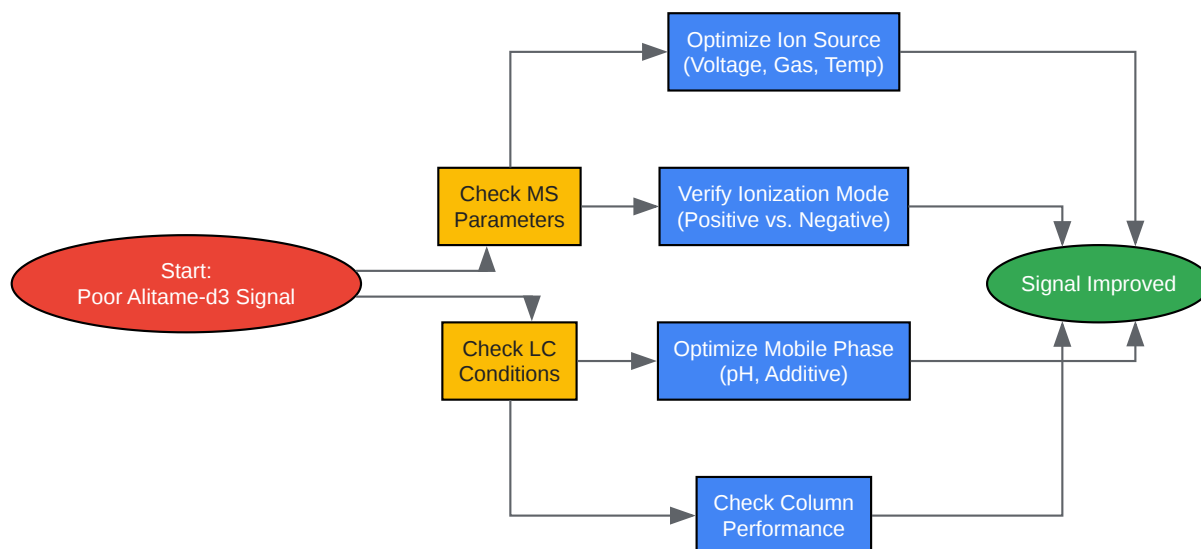 Start:
Poor Alitame-d3 Signal
Check MS
Parameters
Check LC
Conditions
Optimize Ion Source
(Voltage, Gas, Temp)
Verify Ionization Mode
(Positive vs. Negative)
Optimize Mobile Phase
(pH, Additive)
Check Column
Performance
Signal Improved